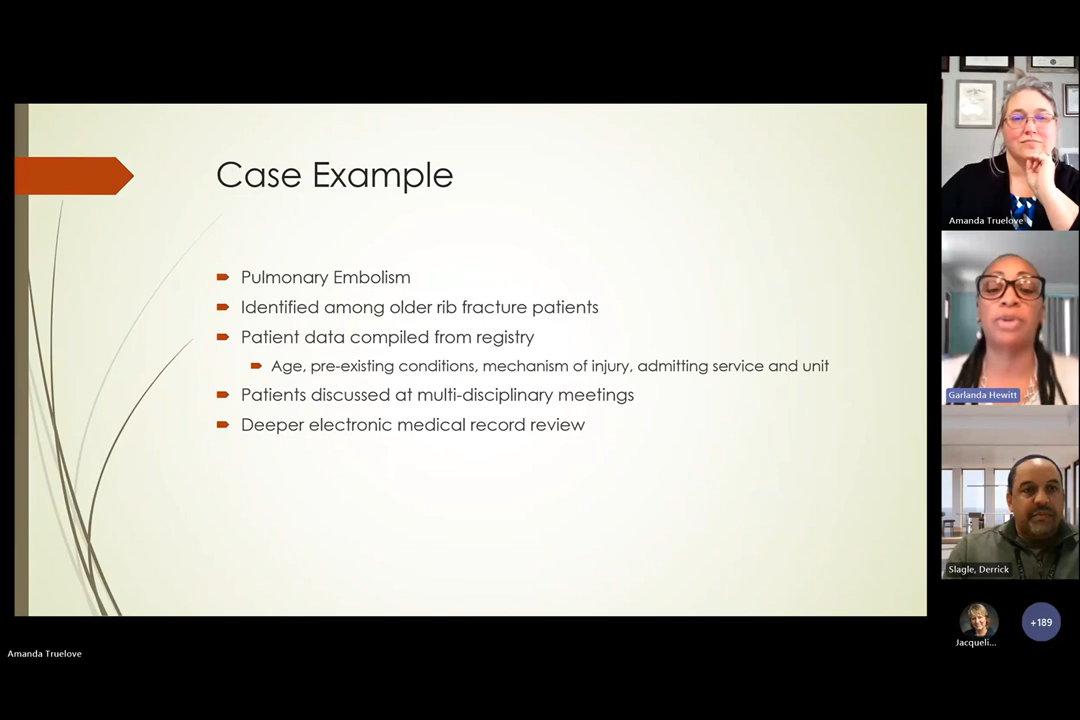 Case Example
Pulmonary Embolism
Identified among older rib fracture patients
Patient data compiled from registry
Age, pre-existing conditions, mechanism of injury, admitting service and unit
Patients discussed at multi-disciplinary meetings
Deeper electronic medical record review
Amanda Truelove
Garlanda Hewitt
Slagle, Derrick
Jacqueli...
+189
Amanda Truelove